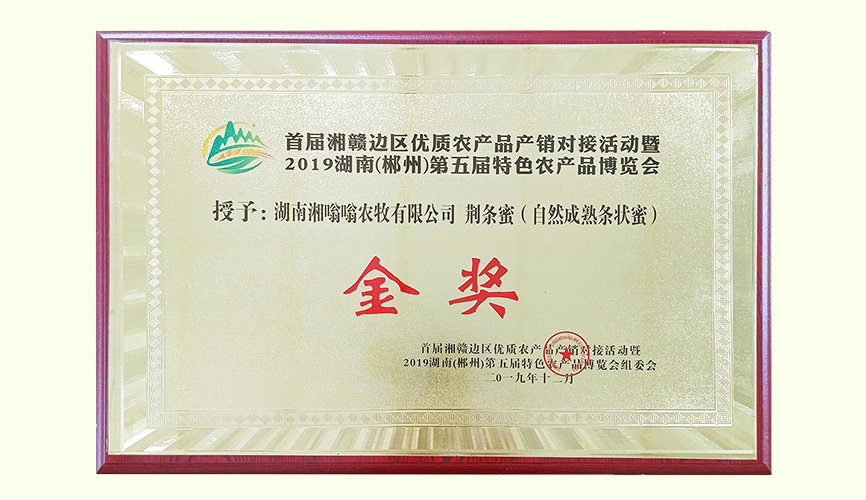 首届湘赣边区优质农产品产销对接活动暨
2019湖南(郴州)第五届特色农产品博览会
授予：湖南湘嗡嗡农牧有限公司 荆条蜜（自然成熟条状蜜）
金奖
首届湘赣边区优质农产品产销对接活动暨
2019湖南(郴州)第五届特色农产品博览会组委会
二〇一九年十二月